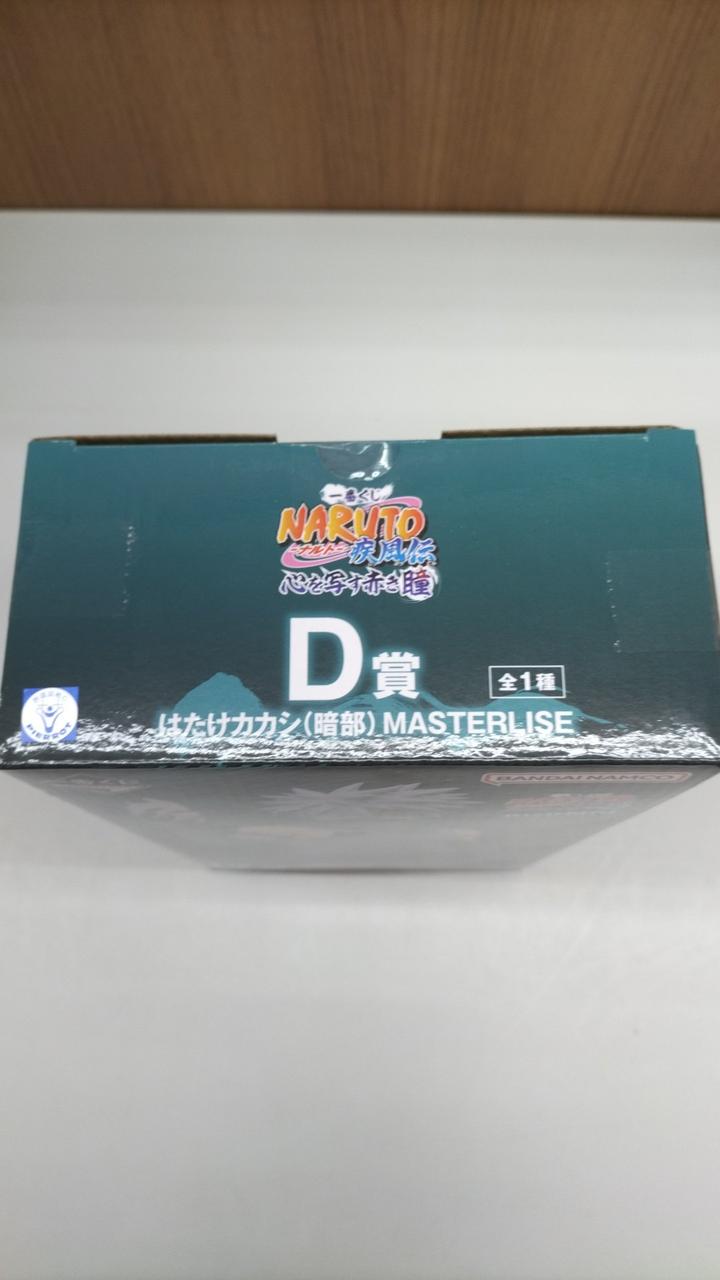 一番くじ
NARUTO
-ナルト-
疾風伝
心を写す赤き瞳
D賞
全1種
はたけカカシ(暗部) MASTERLISE
BANDAI NAMCO